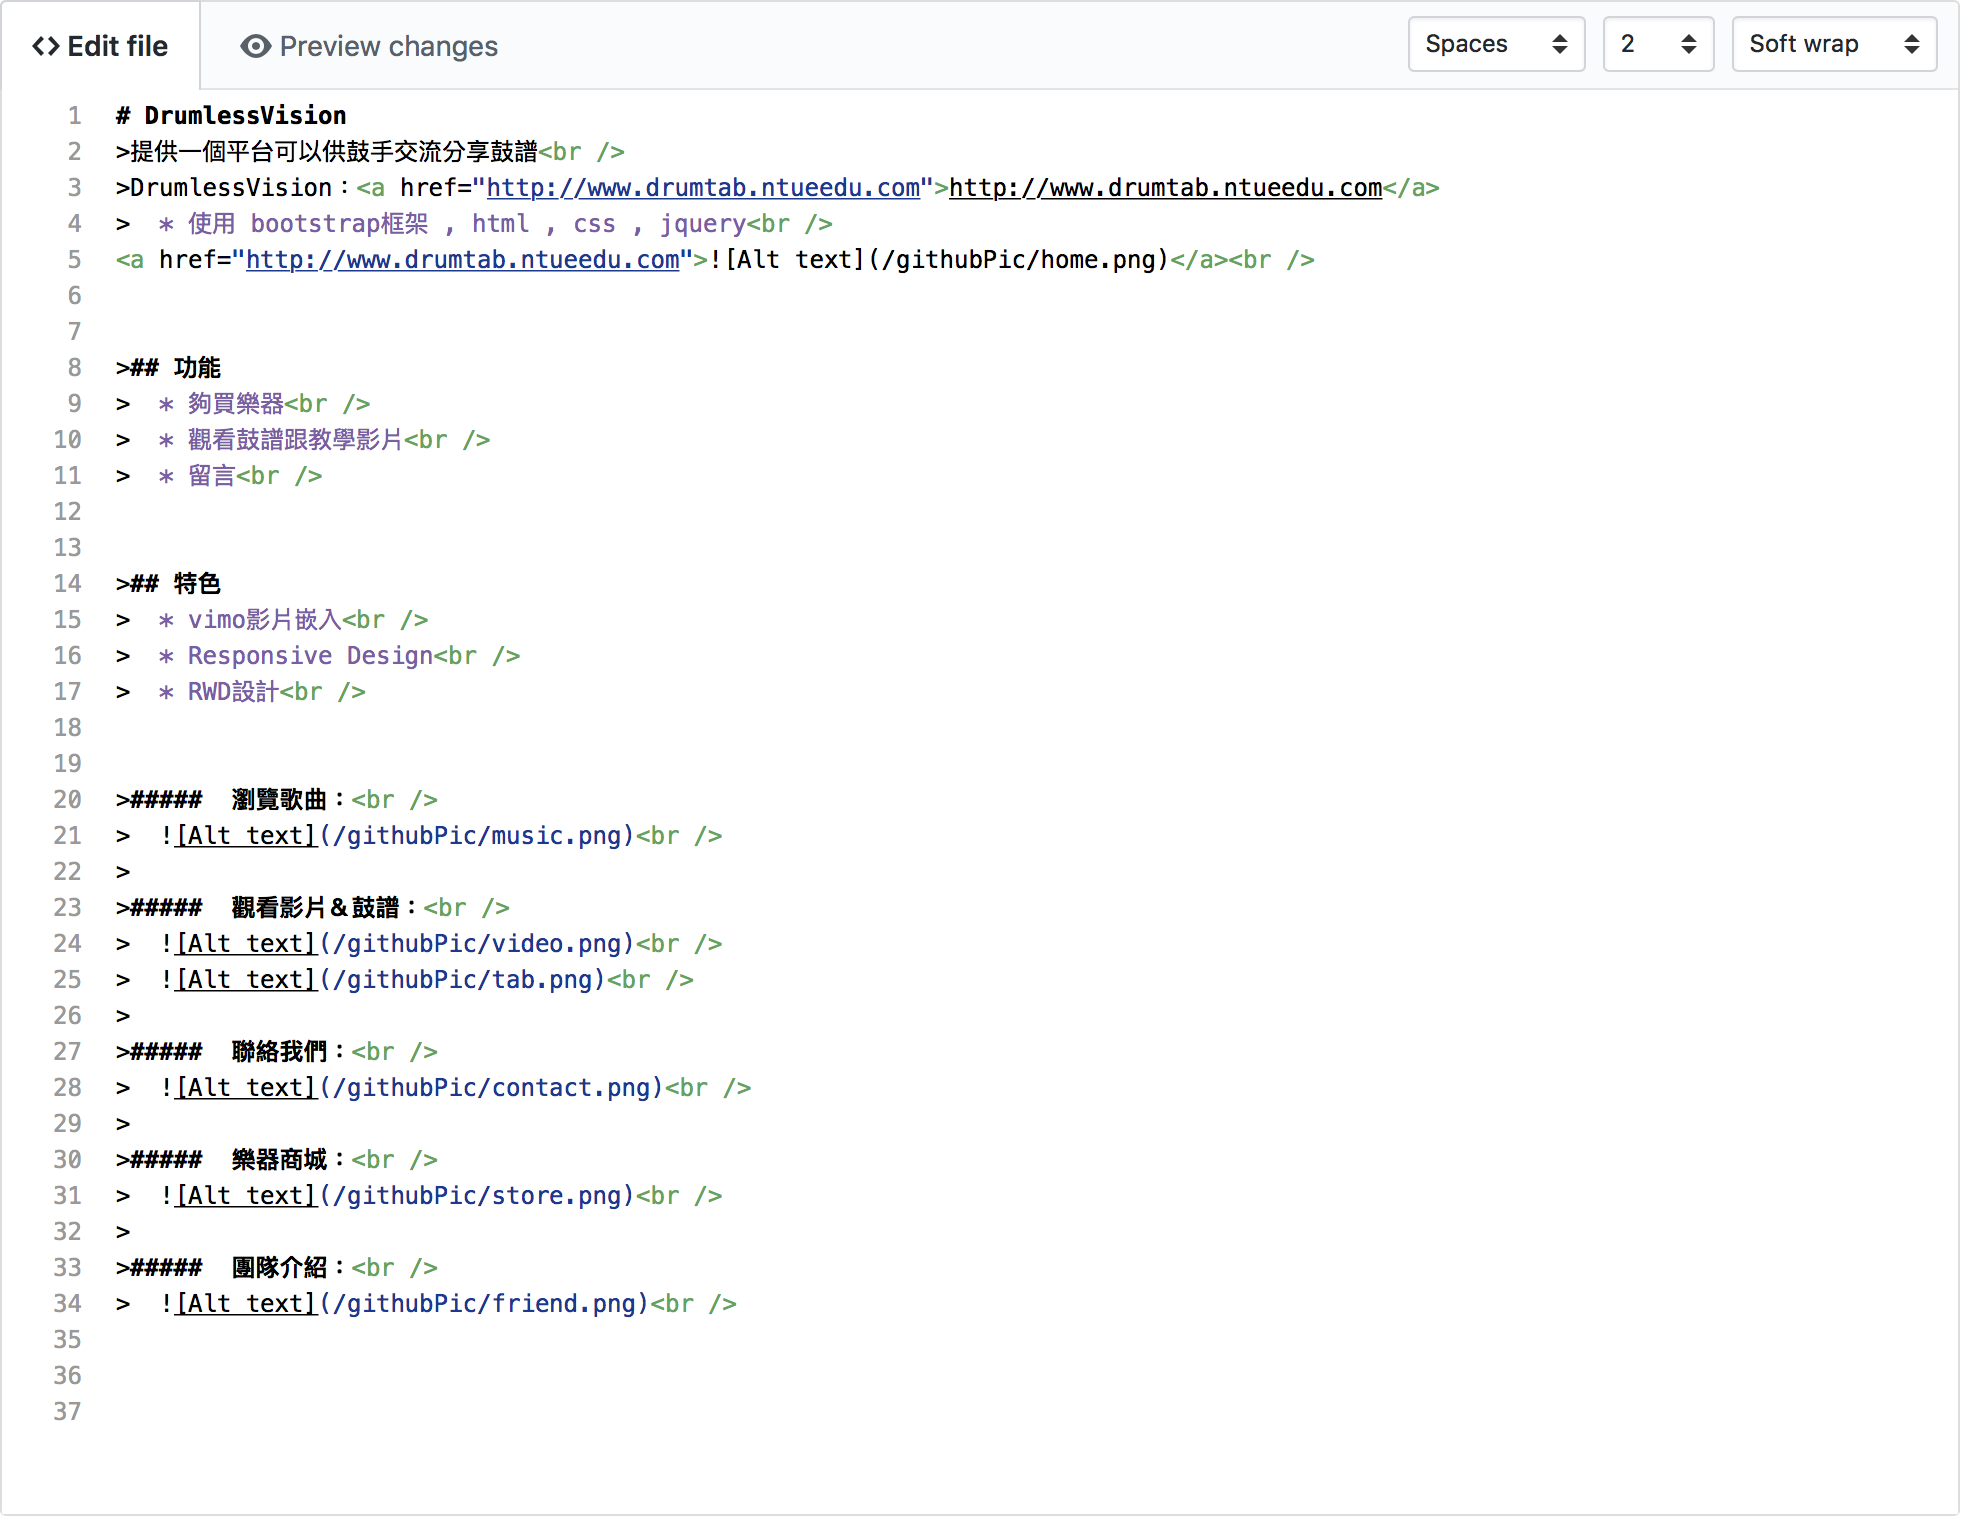 Edit file
Preview changes
Spaces
2
Soft wrap
1 # DrumlessVision
2 >提供一個平台可以供鼓手交流分享鼓譜<br />
3 >DrumlessVision：<a href="http://www.drumtab.ntueedu.com">http://www.drumtab.ntueedu.com</a>
4 >  * 使用 bootstrap框架 , html , css , jquery<br />
5 <a href="http://www.drumtab.ntueedu.com">![Alt text](/githubPic/home.png)</a><br />
6
7
8 >## 功能
9 >  * 夠買樂器<br />
10 >  * 觀看鼓譜跟教學影片<br />
11 >  * 留言<br />
12
13
14 >## 特色
15 >  * vimo影片嵌入<br />
16 >  * Responsive Design<br />
17 >  * RWD設計<br />
18
19
20 >#####  瀏覽歌曲：<br />
21 >  ![Alt text](/githubPic/music.png)<br />
22 >
23 >#####  觀看影片＆鼓譜：<br />
24 >  ![Alt text](/githubPic/video.png)<br />
25 >  ![Alt text](/githubPic/tab.png)<br />
26 >
27 >#####  聯絡我們：<br />
28 >  ![Alt text](/githubPic/contact.png)<br />
29 >
30 >#####  樂器商城：<br />
31 >  ![Alt text](/githubPic/store.png)<br />
32 >
33 >#####  團隊介紹：<br />
34 >  ![Alt text](/githubPic/friend.png)<br />
35
36
37